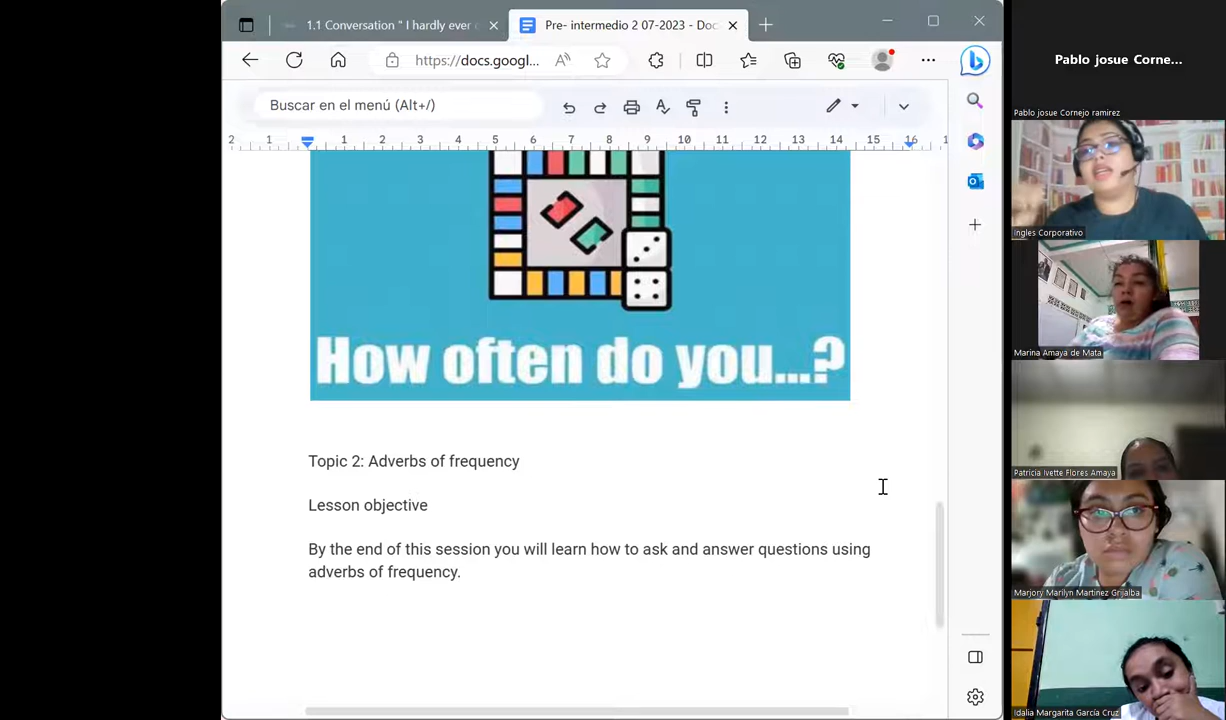 1.1 Conversation " I hardly ever
Pre- intermedio 2 07-2023 - Doc
https://docs.googl...
Buscar en el menú (Alt+/)
2 1 1 2 3 4 5 6 7 8 9 10 11 12 13 14 15 16 1
How often do you...?
Topic 2: Adverbs of frequency
Lesson objective
By the end of this session you will learn how to ask and answer questions using
adverbs of frequency.
Pablo josue Corne...
Pablo josue Cornejo ramirez
Ingles Corporativo
Marina Amaya de Mata
Patricia Ivette Flores Amaya
Marjory Marilyn Martinez Grijalba
Idalia Margarita García Cruz